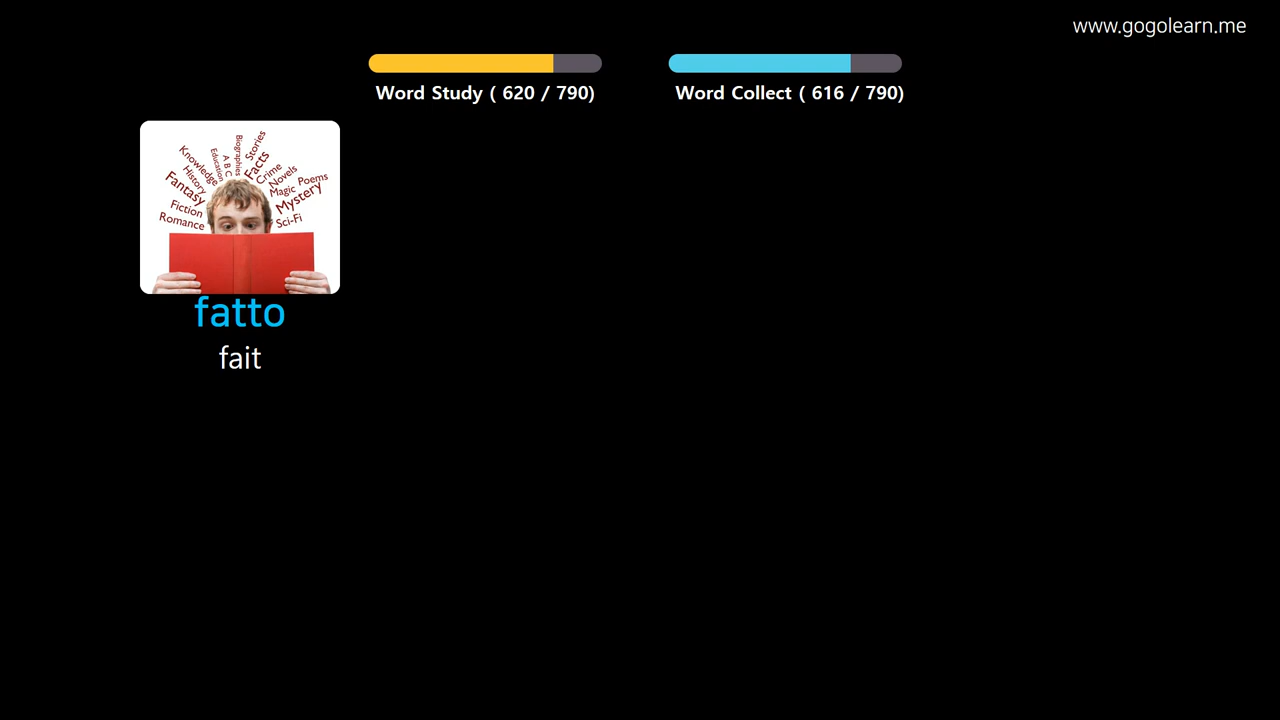 www.gogolearn.me
Word Study ( 620 / 790)
Word Collect ( 616 / 790)
Stories
Biographies
A B C
Education
Knowledge
History
Fantasy
Fiction
Romance
Facts
Crime
Novels
Magic
Poems
Mystery
Sci-Fi
fatto
fait